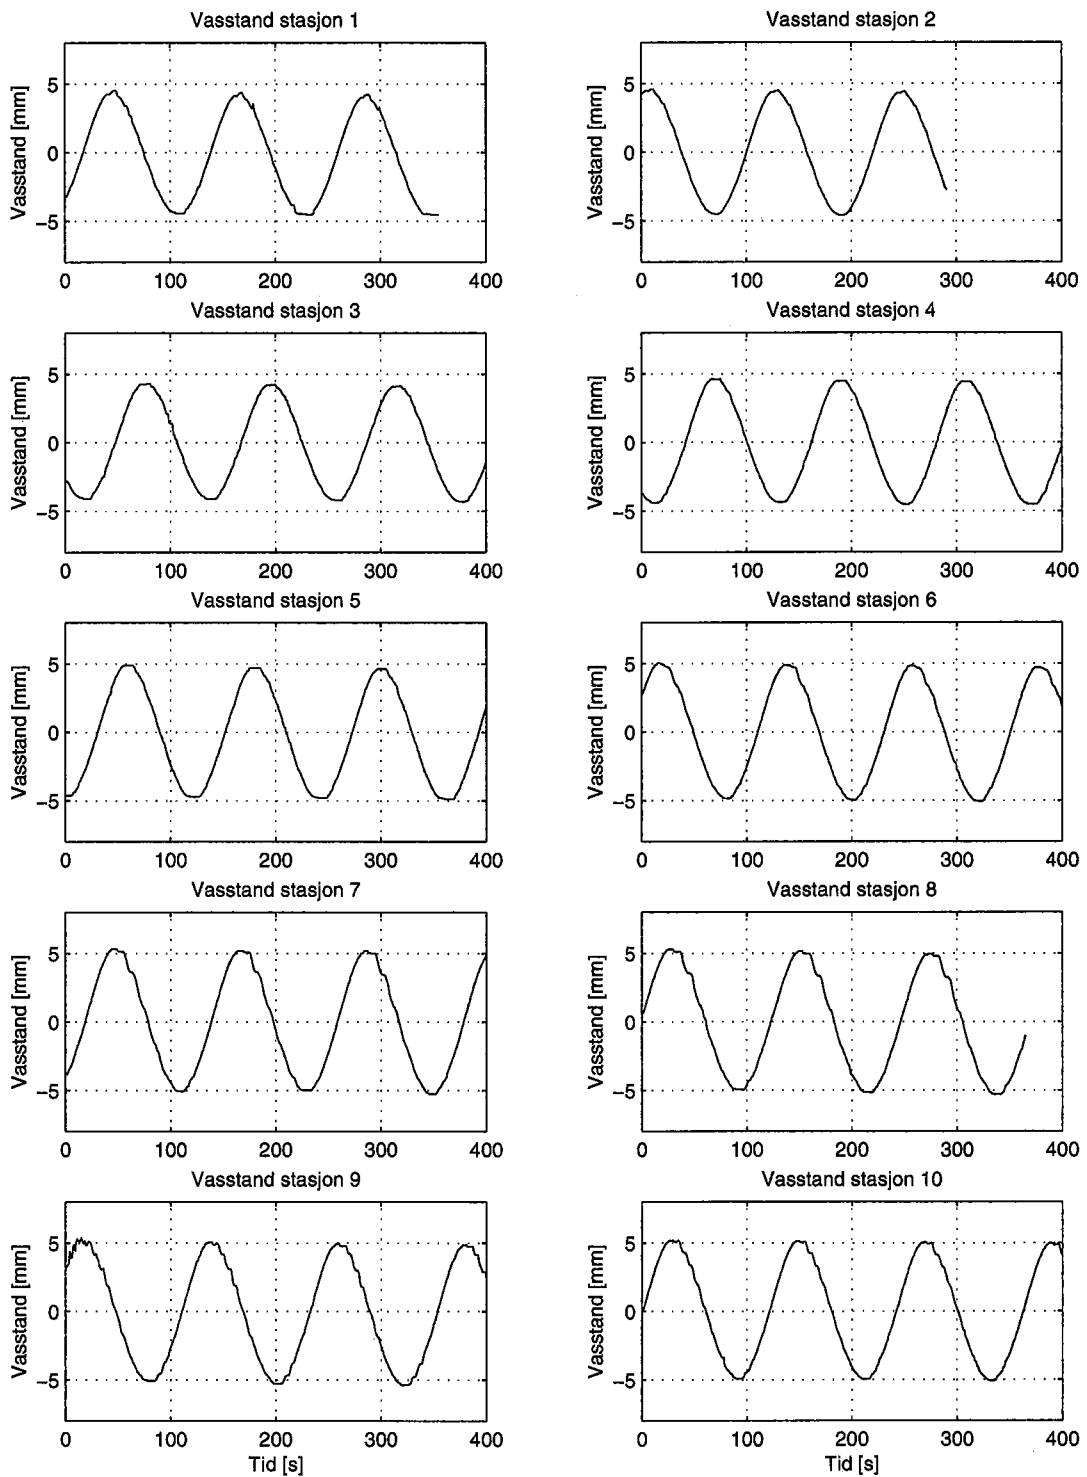 Vasstand stasjon 1
Vasstand [mm]
5
0
−5
0 100 200 300 400
Vasstand stasjon 2
Vasstand [mm]
5
0
−5
0 100 200 300 400
Vasstand stasjon 3
Vasstand [mm]
5
0
−5
0 100 200 300 400
Vasstand stasjon 4
Vasstand [mm]
5
0
−5
0 100 200 300 400
Vasstand stasjon 5
Vasstand [mm]
5
0
−5
0 100 200 300 400
Vasstand stasjon 6
Vasstand [mm]
5
0
−5
0 100 200 300 400
Vasstand stasjon 7
Vasstand [mm]
5
0
−5
0 100 200 300 400
Vasstand stasjon 8
Vasstand [mm]
5
0
−5
0 100 200 300 400
Vasstand stasjon 9
Vasstand [mm]
5
0
−5
0 100 200 300 400
Tid [s]
Vasstand stasjon 10
Vasstand [mm]
5
0
−5
0 100 200 300 400
Tid [s]